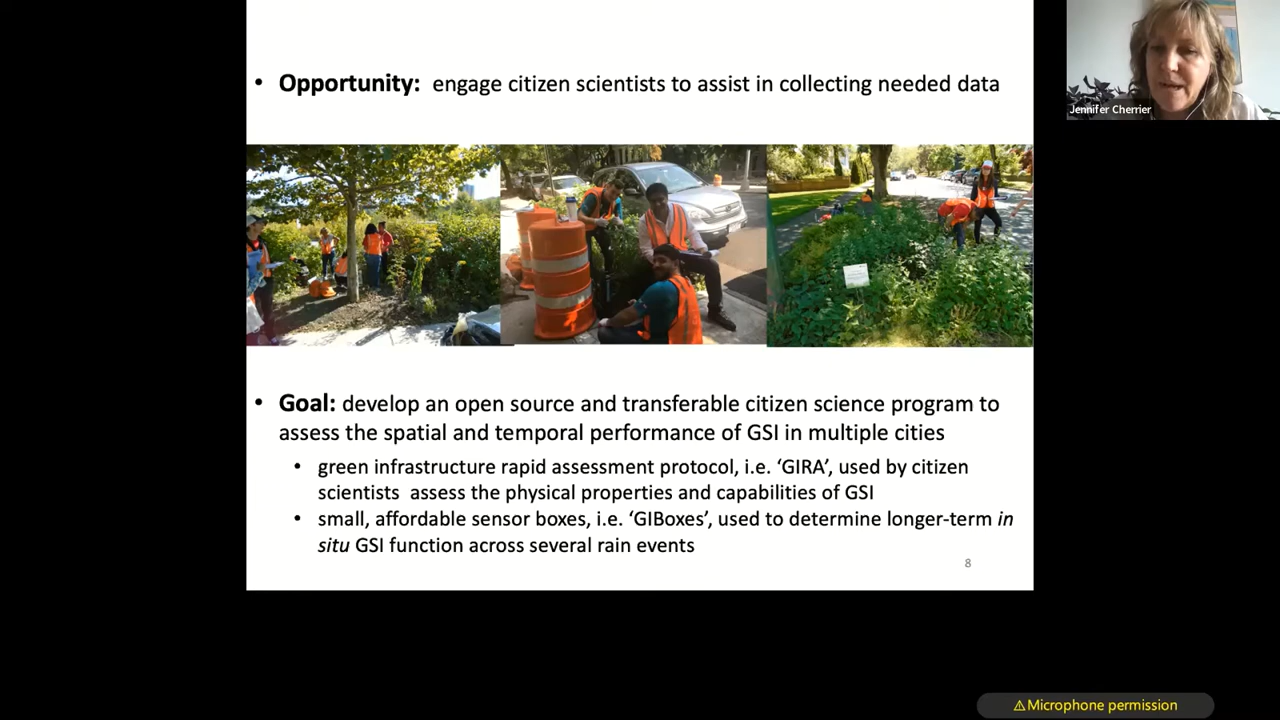 • Opportunity: engage citizen scientists to assist in collecting needed data
Jennifer Cherrier
• Goal: develop an open source and transferable citizen science program to
assess the spatial and temporal performance of GSI in multiple cities
• green infrastructure rapid assessment protocol, i.e. ‘GIRA’, used by citizen
scientists assess the physical properties and capabilities of GSI
• small, affordable sensor boxes, i.e. ‘GIBoxes’, used to determine longer-term in
situ GSI function across several rain events
8
⚠Microphone permission